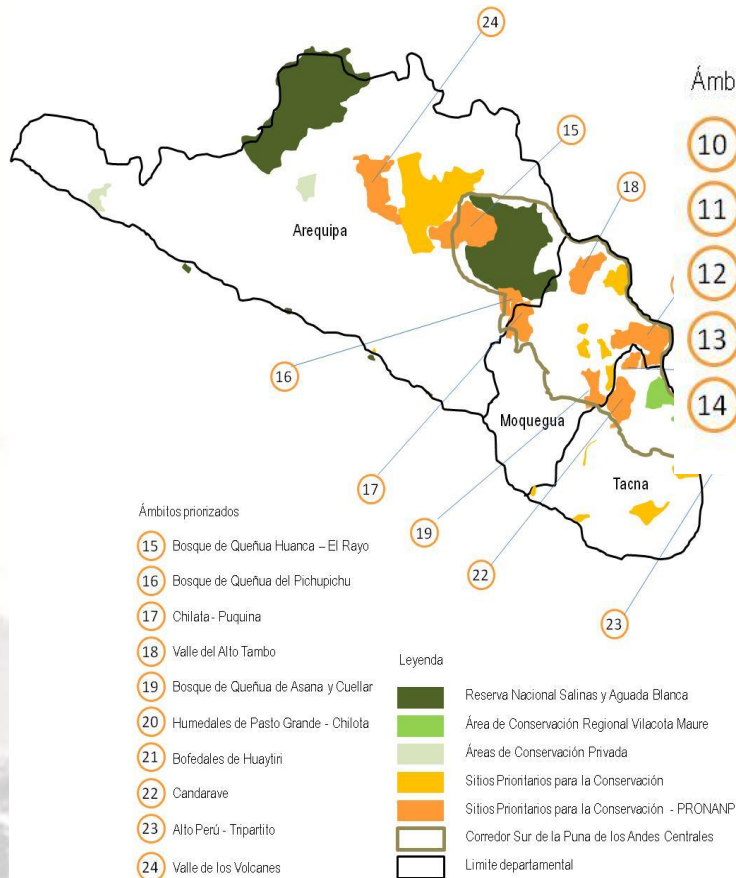 24
Ámb
15
10
18
11
Arequipa
12
13
16
14
Moquegua
17
Tacna
Ámbitos priorizados
19
15 Bosque de Queñua Huanca – El Rayo
22
16 Bosque de Queñua del Pichupichu
17 Chilata - Puquina
23
18 Valle del Alto Tambo
19 Bosque de Queñua de Asana y Cuellar
20 Humedales de Pasto Grande - Chilota
21 Bofedales de Huaytiri
22 Candarave
23 Alto Perú - Tripartito
24 Valle de los Volcanes
Leyenda
Reserva Nacional Salinas y Aguada Blanca
Área de Conservación Regional Vilacota Maure
Áreas de Conservación Privada
Sitios Prioritarios para la Conservación
Sitios Prioritarios para la Conservación - PRONANP
Corredor Sur de la Puna de los Andes Centrales
Limite departamental